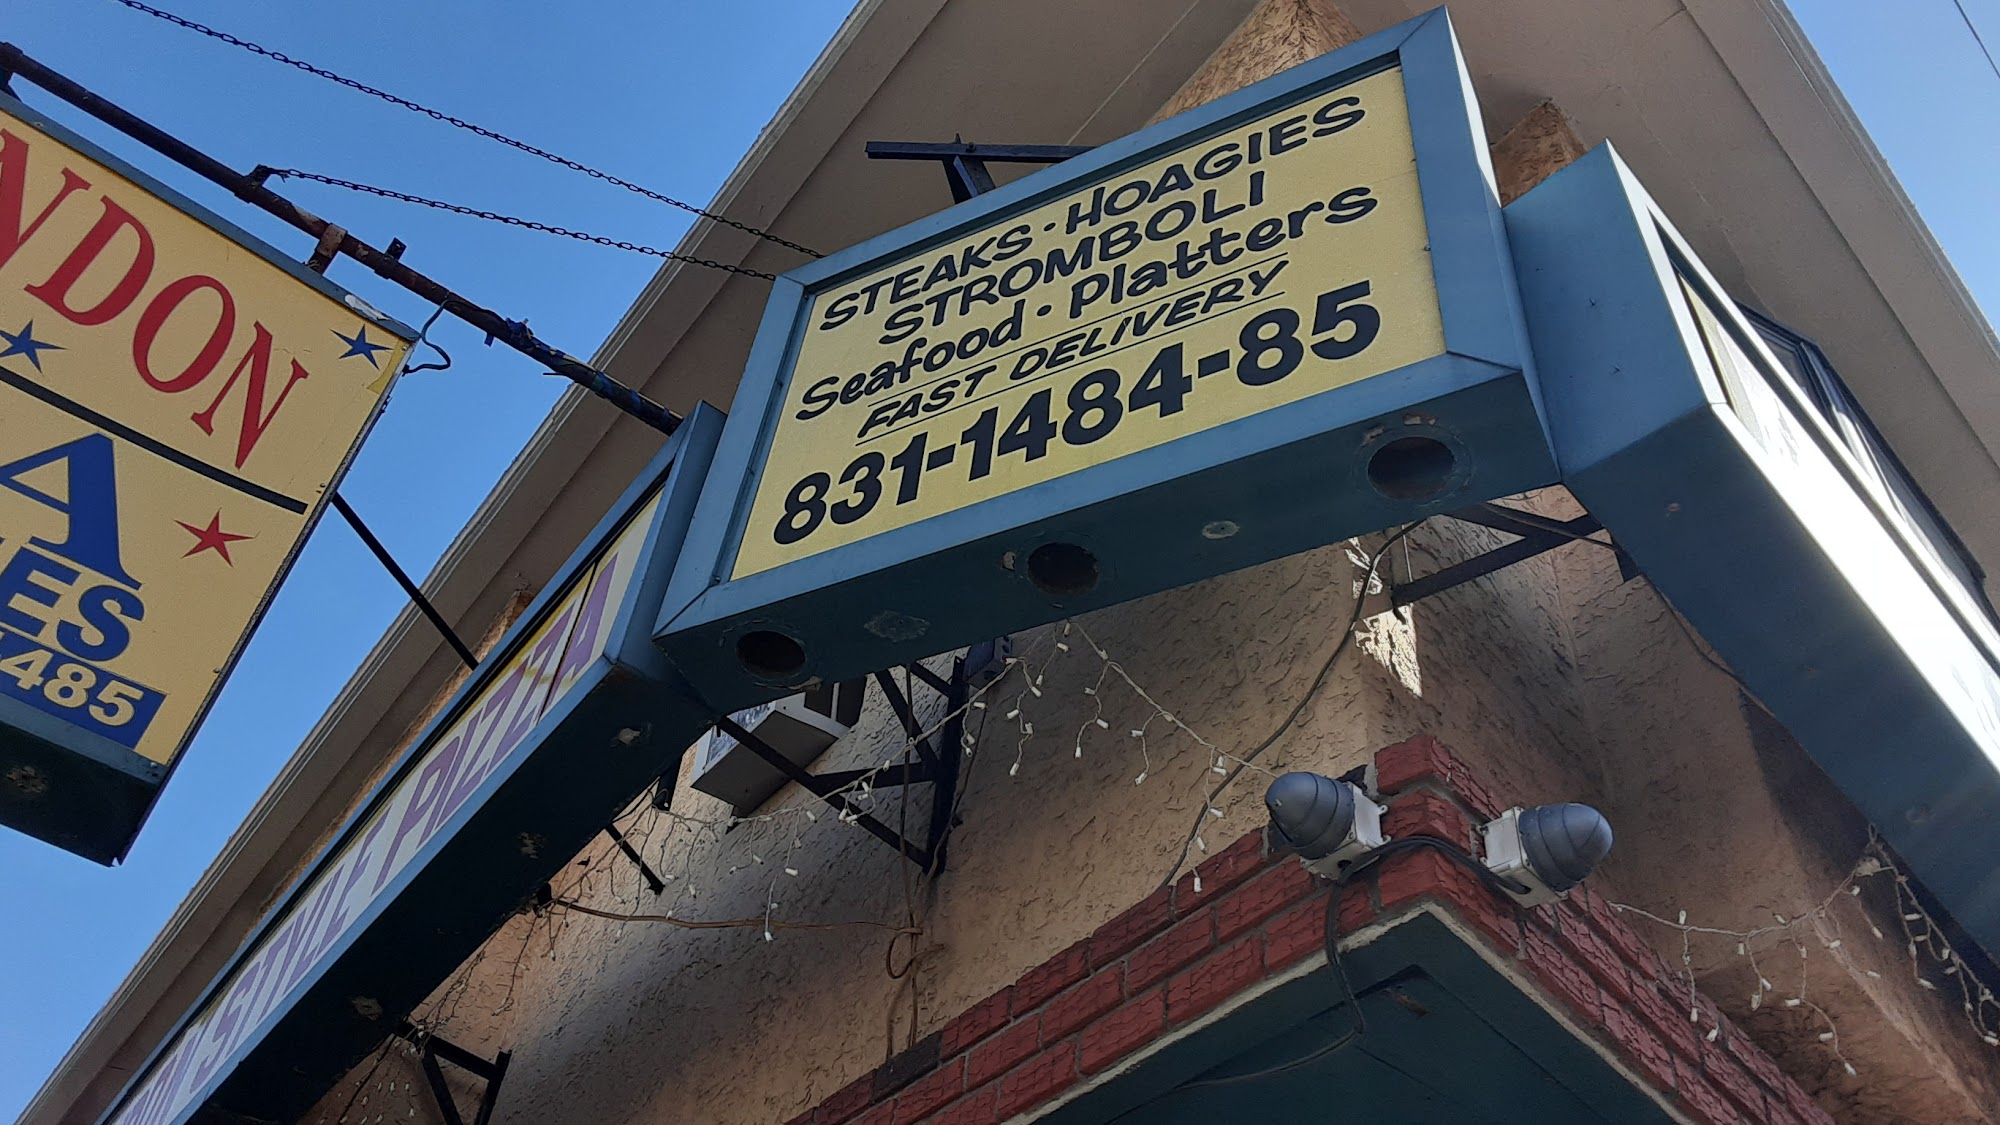 NDON
A
ES
485
STEAKS · HOAGIES
STROMBOLI
Seafood · Platters
FAST DELIVERY
831-1484-85
STYLE PIZZA